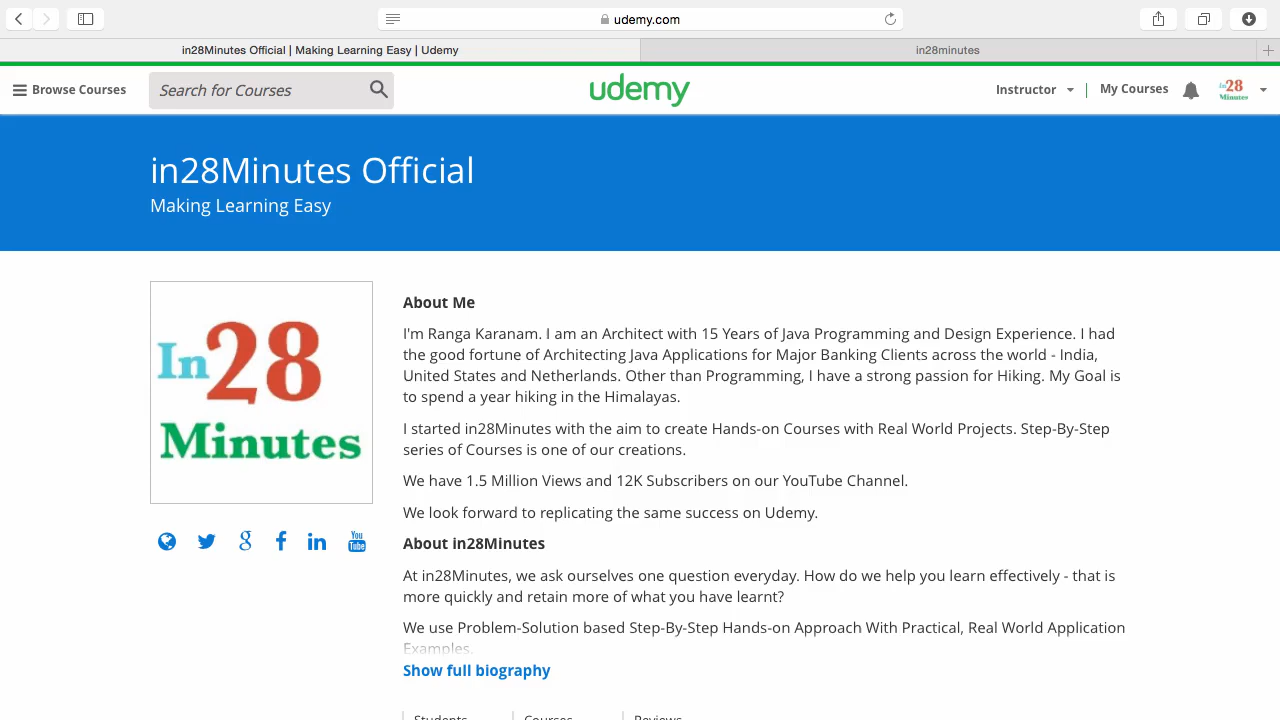 udemy.com
in28Minutes Official | Making Learning Easy | Udemy
in28minutes
Browse Courses
Search for Courses
udemy
Instructor
My Courses
In 28 Minutes
in28Minutes Official
Making Learning Easy
In 28
Minutes
About Me
I'm Ranga Karanam. I am an Architect with 15 Years of Java Programming and Design Experience. I had
the good fortune of Architecting Java Applications for Major Banking Clients across the world - India,
United States and Netherlands. Other than Programming, I have a strong passion for Hiking. My Goal is
to spend a year hiking in the Himalayas.
I started in28Minutes with the aim to create Hands-on Courses with Real World Projects. Step-By-Step
series of Courses is one of our creations.
We have 1.5 Million Views and 12K Subscribers on our YouTube Channel.
We look forward to replicating the same success on Udemy.
You
Tube
About in28Minutes
At in28Minutes, we ask ourselves one question everyday. How do we help you learn effectively - that is
more quickly and retain more of what you have learnt?
We use Problem-Solution based Step-By-Step Hands-on Approach With Practical, Real World Application
Examples.
Show full biography
Students
Courses
Reviews